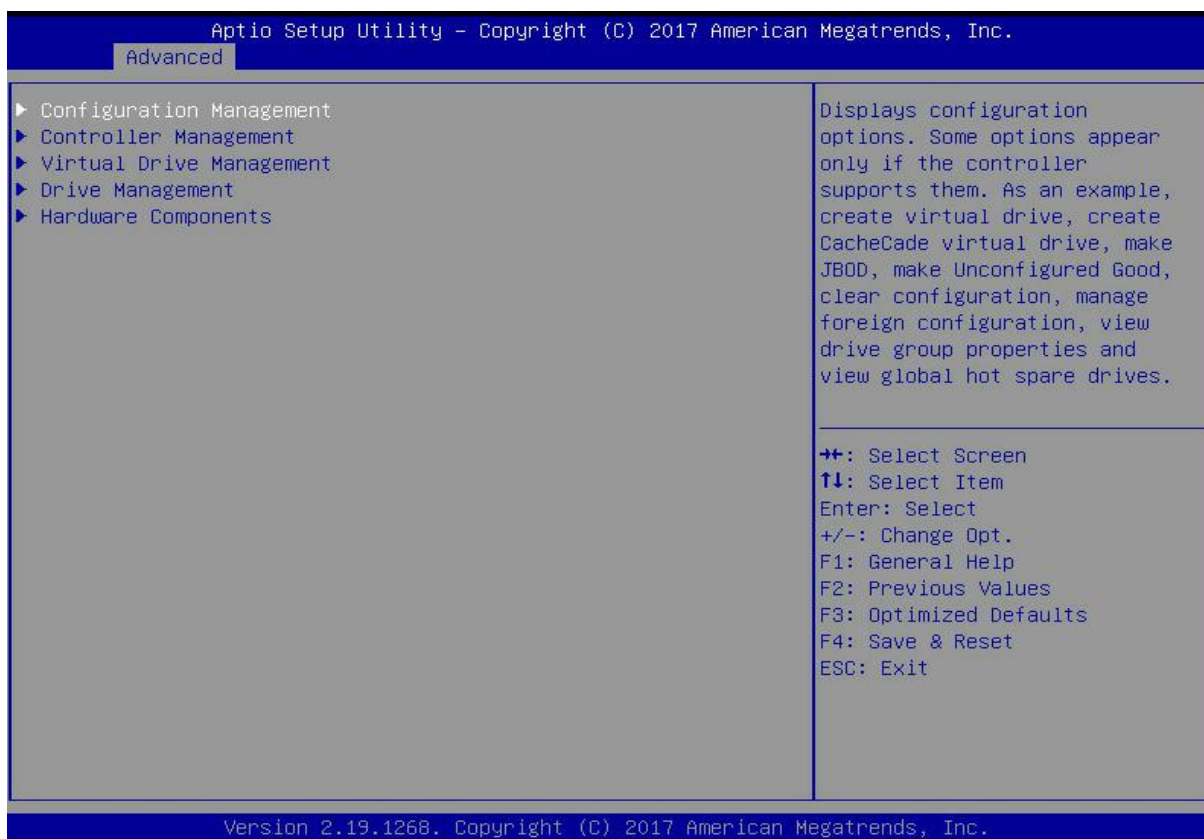 Aptio Setup Utility – Copyright (C) 2017 American Megatrends, Inc.
Advanced
▶ Configuration Management
▶ Controller Management
▶ Virtual Drive Management
▶ Drive Management
▶ Hardware Components
Displays configuration
options. Some options appear
only if the controller
supports them. As an example,
create virtual drive, create
CacheCade virtual drive, make
JBOD, make Unconfigured Good,
clear configuration, manage
foreign configuration, view
drive group properties and
view global hot spare drives.
→←: Select Screen
↑↓: Select Item
Enter: Select
+/-: Change Opt.
F1: General Help
F2: Previous Values
F3: Optimized Defaults
F4: Save & Reset
ESC: Exit
Version 2.19.1268. Copyright (C) 2017 American Megatrends, Inc.